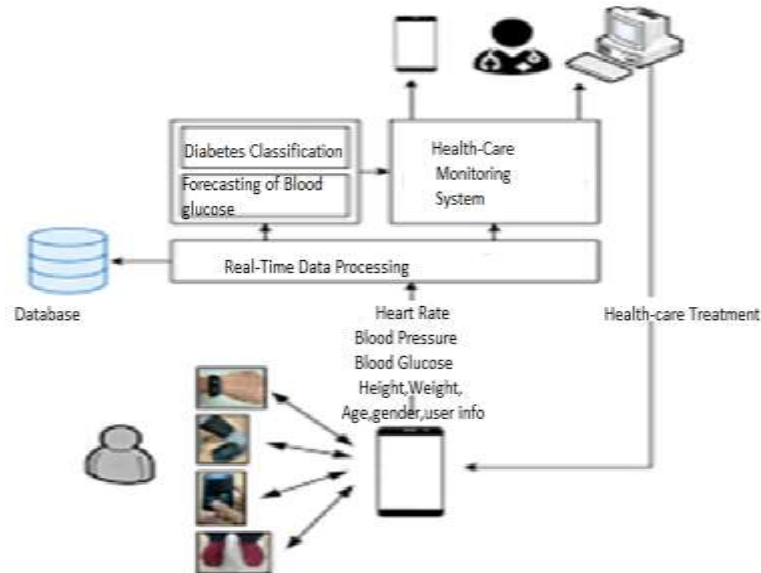 Diabetes Classification
Forecasting of Blood
glucose
Health-Care
Monitoring
System
Real-Time Data Processing
Database
Heart Rate
Blood Pressure
Blood Glucose
Height,Weight,
Age,gender,user info
Health-care Treatment